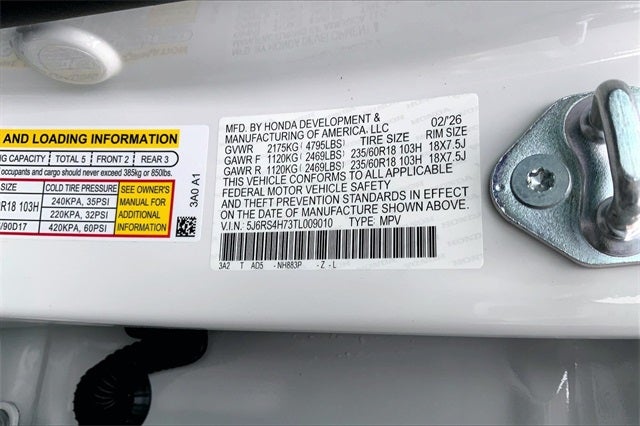 AND LOADING INFORMATION
NG CAPACITY TOTAL 5 FRONT 2 REAR 3
occupants and cargo should never exceed 385kg or 850lbs.
SIZE COLD TIRE PRESSURE SEE OWNER'S
R18 103H 240KPA, 35PSI MANUAL FOR
220KPA, 32PSI ADDITIONAL
/90D17 420KPA, 60PSI INFORMATION
3A0 A1
MFD. BY HONDA DEVELOPMENT & 02/26
MANUFACTURING OF AMERICA, LLC
GVWR 2175KG (4795LBS) TIRE SIZE RIM SIZE
GAWR F 1120KG (2469LBS) 235/60R18 103H 18X7.5J
GAWR R 1120KG (2469LBS) 235/60R18 103H 18X7.5J
THIS VEHICLE CONFORMS TO ALL APPLICABLE
FEDERAL MOTOR VEHICLE SAFETY
AND THEFT PREVENTION STANDARDS IN EFFECT
ON THE DATE OF MANUFACTURE SHOWN ABOVE.
V.I.N. 5J6RS4H73TL009010 TYPE: MPV
3A2 T AD5 - NH883P - Z - L